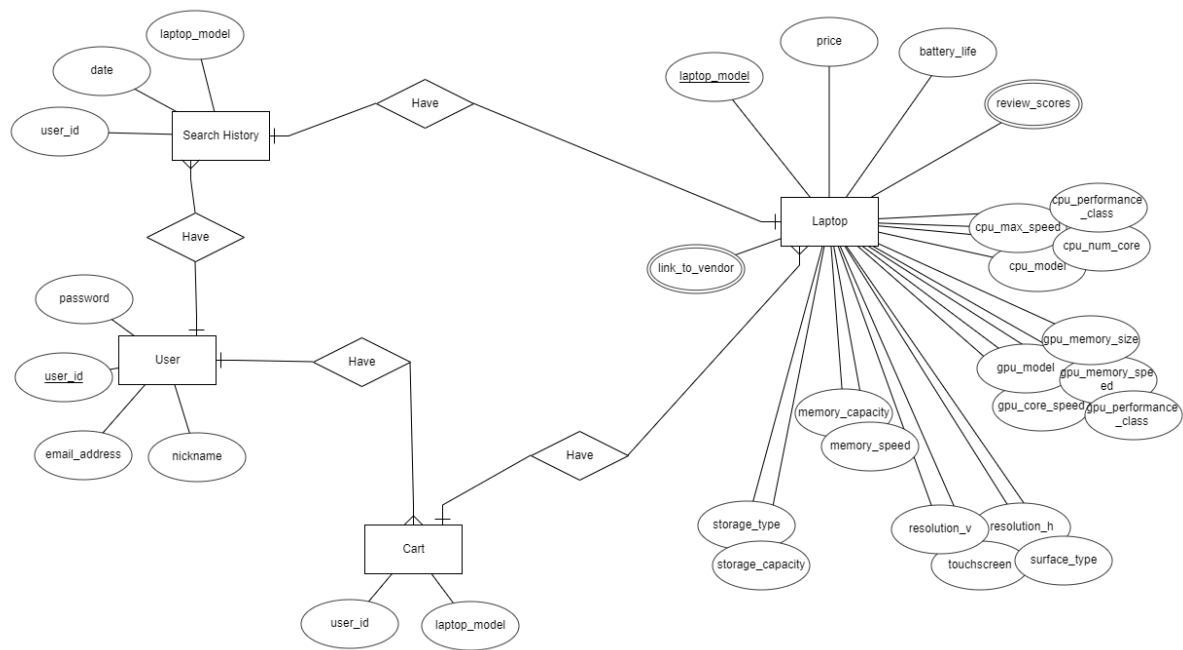 laptop_model
price
battery_life
date
laptop_model
review_scores
Have
user_id
Search History
cpu_performance
_class
Laptop
cpu_max_speed
Have
cpu_num_core
link_to_vendor
cpu_model
password
gpu_memory_size
User
Have
user_id
gpu_model
gpu_memory_spe
ed
memory_capacity
gpu_core_speed
gpu_performance
_class
email_address
nickname
Have
memory_speed
storage_type
resolution_v
resolution_h
Cart
storage_capacity
touchscreen
surface_type
user_id
laptop_model